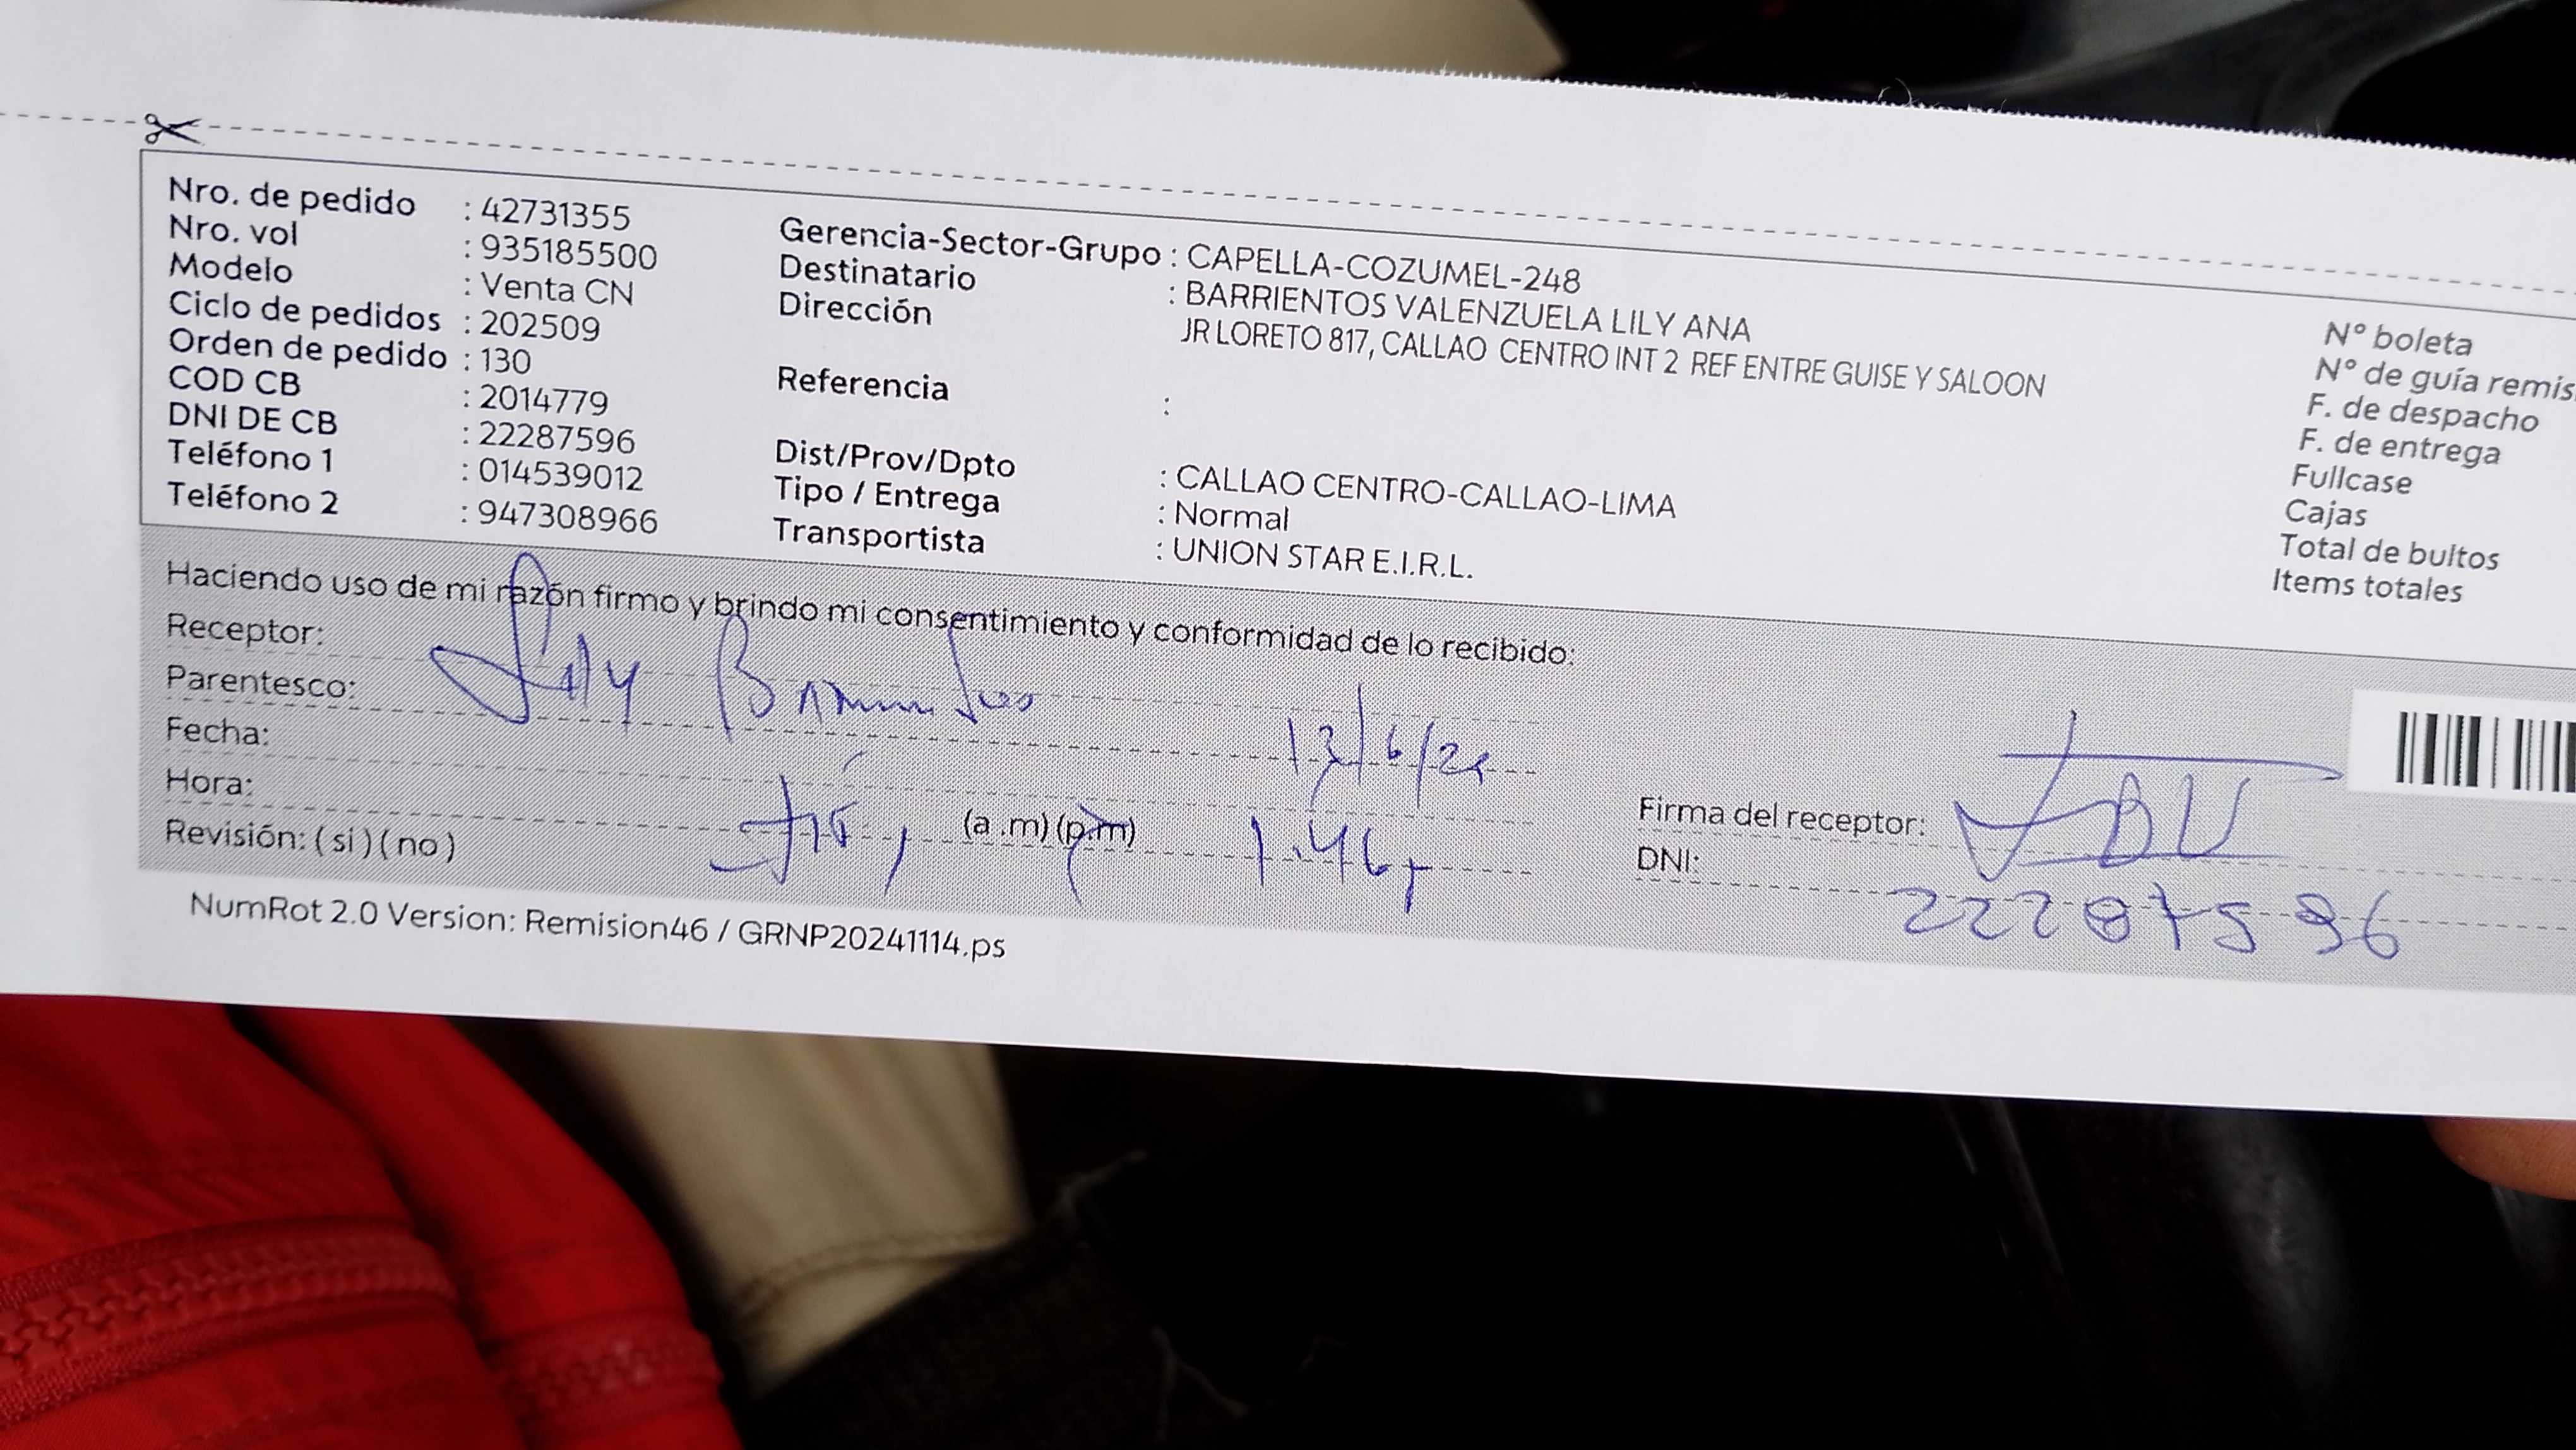 Nro. de pedido : 42731355
Nro. vol : 935185500
Modelo : Venta CN
Ciclo de pedidos : 202509
Orden de pedido : 130
COD CB : 2014779
DNI DE CB : 22287596
Teléfono 1 : 014539012
Teléfono 2 : 947308966
Gerencia-Sector-Grupo : CAPELLA-COZUMEL-248
Destinatario : BARRIENTOS VALENZUELA LILY ANA
Dirección JR LORETO 817, CALLAO CENTRO INT 2 REF ENTRE GUISE Y SALOON
Referencia :
Dist/Prov/Dpto : CALLAO CENTRO-CALLAO-LIMA
Tipo / Entrega : Normal
Transportista : UNION STAR E.I.R.L.
N° boleta
N° de guía remis
F. de despacho
F. de entrega
Fullcase
Cajas
Total de bultos
Items totales
Haciendo uso de mi razón firmo y brindo mi consentimiento y conformidad de lo recibido:
Receptor: Lily Barrientos
Parentesco:
Fecha:
Hora: (a.m) (p.m)
Revisión: ( si ) ( no )
Firma del receptor:
DNI: 22287596
NumRot 2.0 Version: Remision46 / GRNP20241114.ps